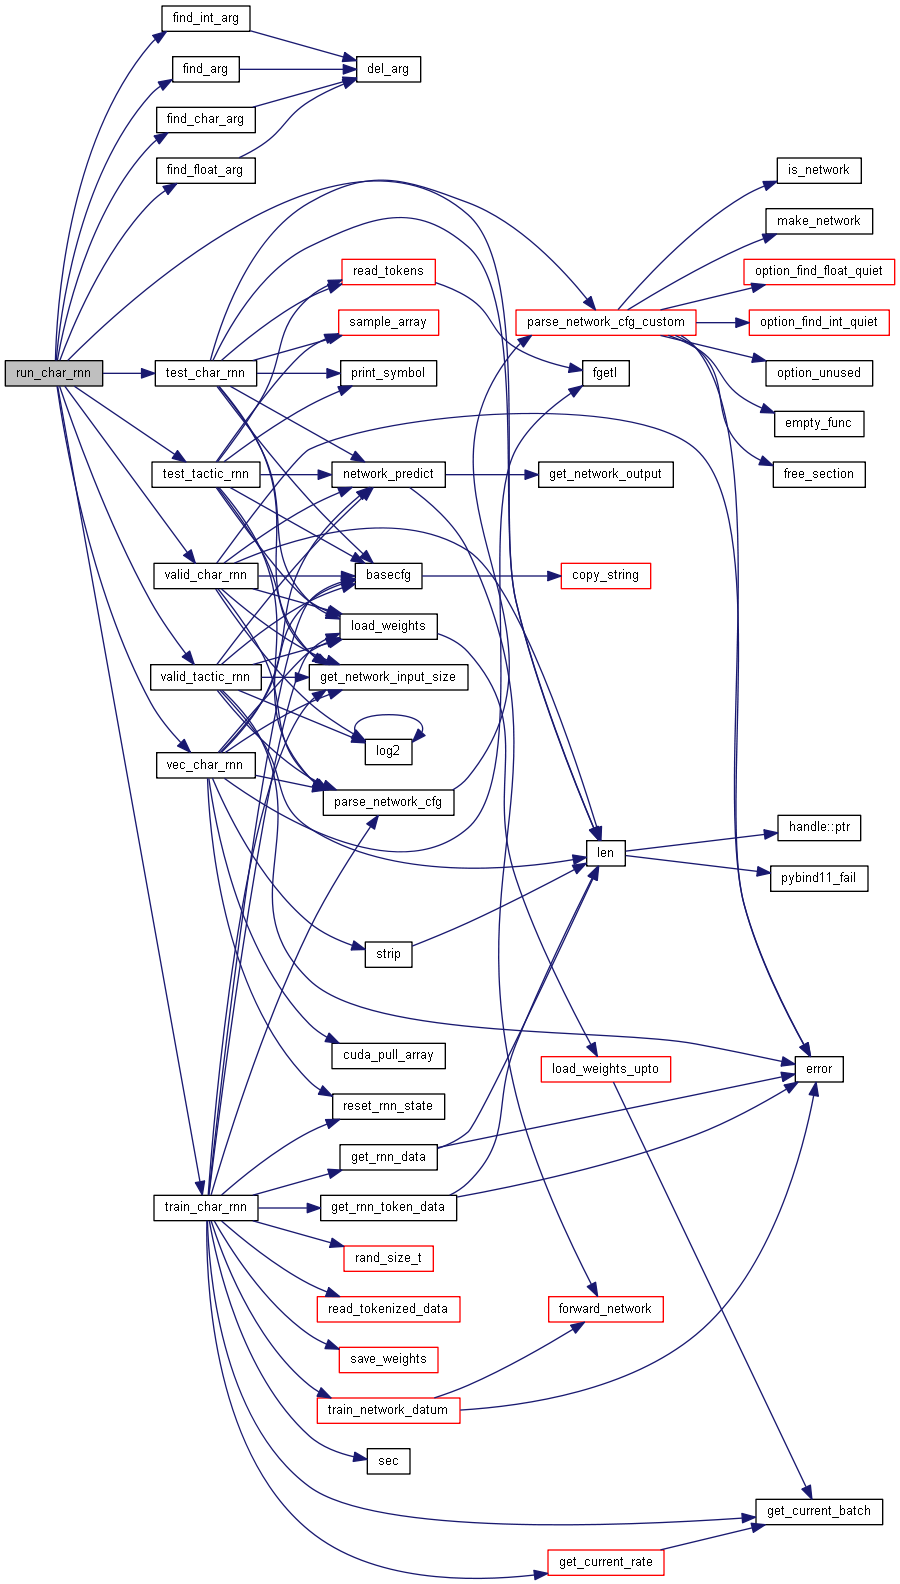 find_int_arg
find_arg
del_arg
find_char_arg
find_float_arg
is_network
make_network
read_tokens
option_find_float_quiet
sample_array
parse_network_cfg_custom
option_find_int_quiet
run_char_rnn
test_char_rnn
print_symbol
fgetl
option_unused
empty_func
test_tactic_rnn
network_predict
get_network_output
free_section
valid_char_rnn
basecfg
copy_string
load_weights
valid_tactic_rnn
get_network_input_size
log2
vec_char_rnn
parse_network_cfg
handle::ptr
len
pybind11_fail
strip
cuda_pull_array
load_weights_upto
error
reset_rnn_state
get_rnn_data
train_char_rnn
get_rnn_token_data
rand_size_t
read_tokenized_data
forward_network
save_weights
train_network_datum
sec
get_current_batch
get_current_rate